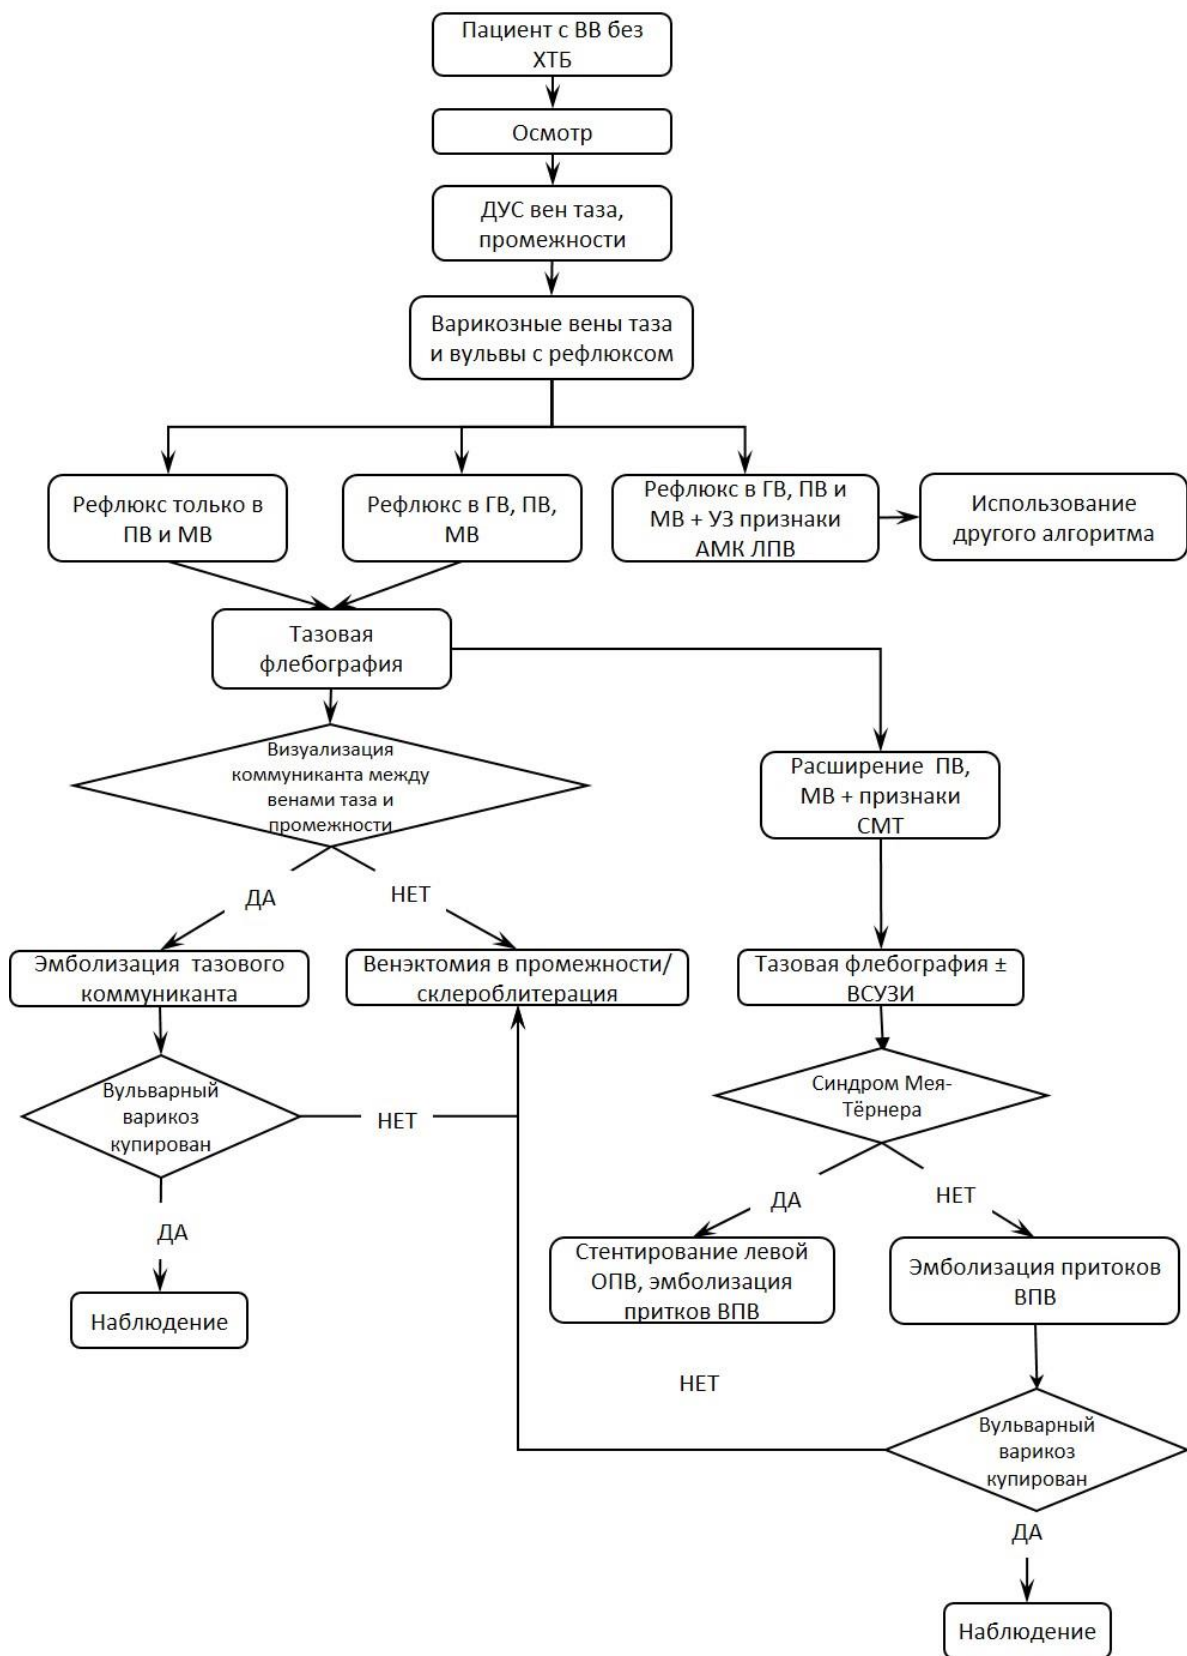 Пациент с ВВ без
ХТБ
Осмотр
ДУС вен таза,
промежности
Варикозные вены таза
и вульвы с рефлюксом
Рефлюкс только в
ПВ и МВ
Рефлюкс в ГВ, ПВ,
МВ
Рефлюкс в ГВ, ПВ и
МВ + УЗ признаки
АМК ЛПВ
Использование
другого алгоритма
Тазовая
флебография
Визуализация
коммуниканта между
венами таза и
промежности
Расширение ПВ,
МВ + признаки
СМТ
ДА
НЕТ
Эмболизация тазового
коммуниканта
Венэктомия в промежности/
склероблитерация
Тазовая флебография ±
ВСУЗИ
Вульварный
варикоз
купирован
НЕТ
Синдром Мея-
Тёрнера
ДА
НЕТ
ДА
Стентирование левой
ОПВ, эмболизация
притков ВПВ
Эмболизация притоков
ВПВ
Наблюдение
НЕТ
Вульварный
варикоз
купирован
ДА
Наблюдение